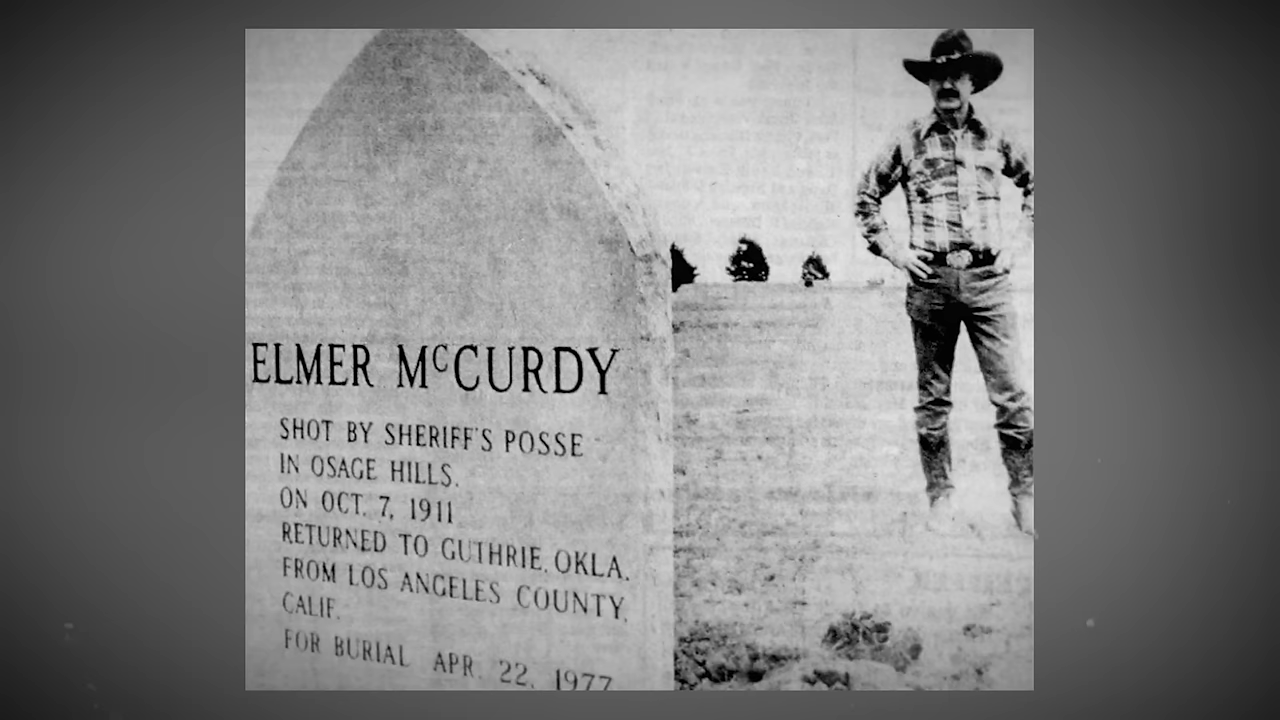 ELMER McCURDY
SHOT BY SHERIFF'S POSSE
IN OSAGE HILLS.
ON OCT. 7, 1911
RETURNED TO GUTHRIE, OKLA.
FROM LOS ANGELES COUNTY,
CALIF.
FOR BURIAL APR. 22, 1977